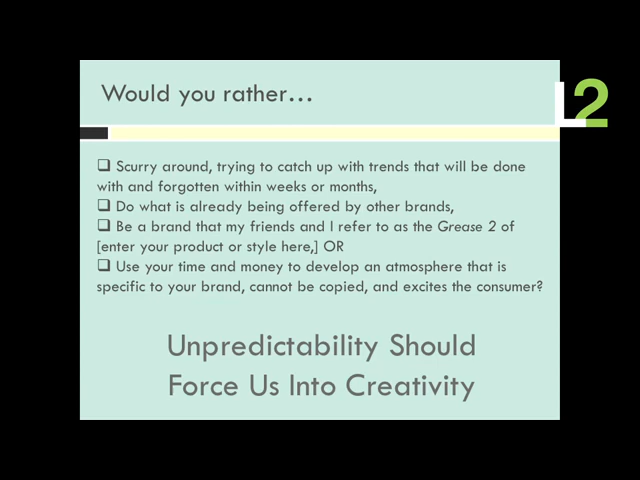 Would you rather…
L2
❑ Scurry around, trying to catch up with trends that will be done
with and forgotten within weeks or months,
❑ Do what is already being offered by other brands,
❑ Be a brand that my friends and I refer to as the Grease 2 of
[enter your product or style here,] OR
❑ Use your time and money to develop an atmosphere that is
specific to your brand, cannot be copied, and excites the consumer?
Unpredictability Should
Force Us Into Creativity